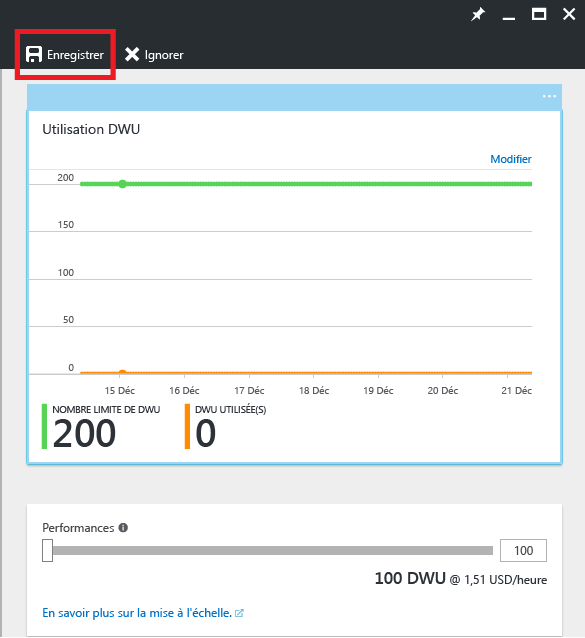 Enregistrer
Ignorer
...
Utilisation DWU
Modifier
200
150
100
50
0
15 Déc 16 Déc 17 Déc 18 Déc 19 Déc 20 Déc 21 Déc
NOMBRE LIMITE DE DWU
200
DWU UTILISÉE(S)
0
Performances
100
100 DWU @ 1,51 USD/heure
En savoir plus sur la mise à l'échelle.